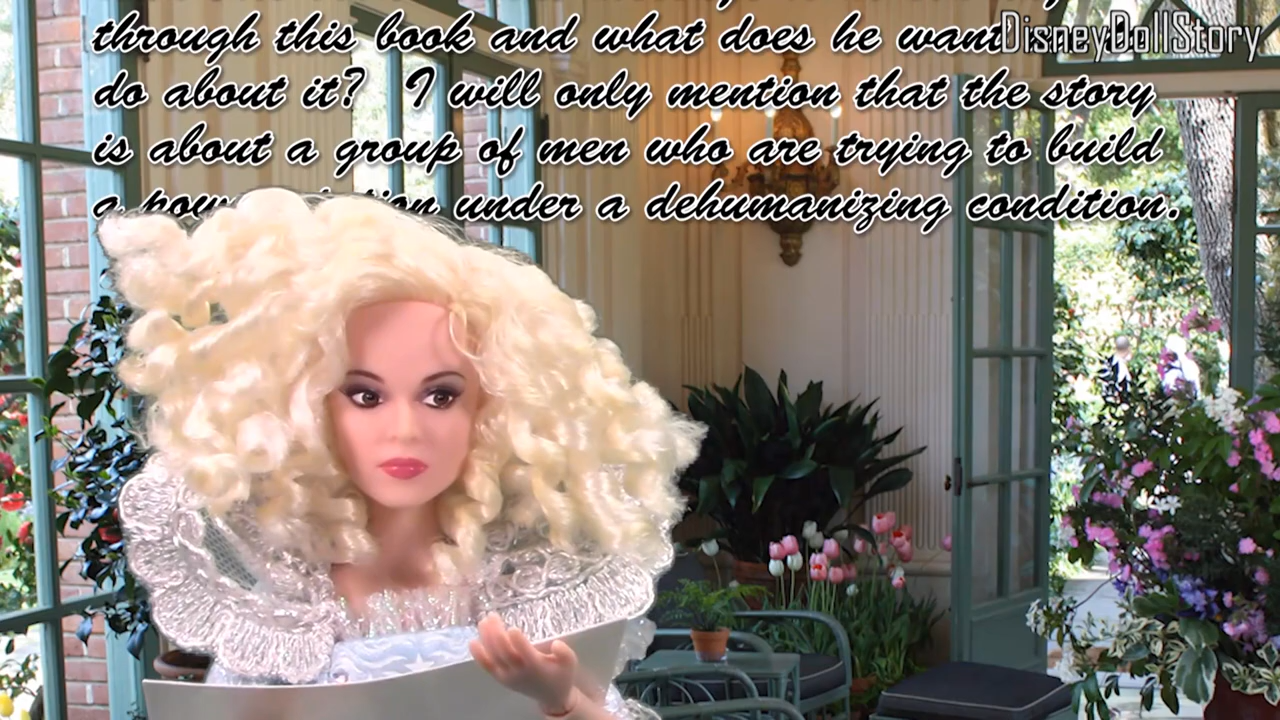 through this book and what does he want
DisneyDollStory
do about it? I will only mention that the story
is about a group of men who are trying to build
a under a dehumanizing condition.